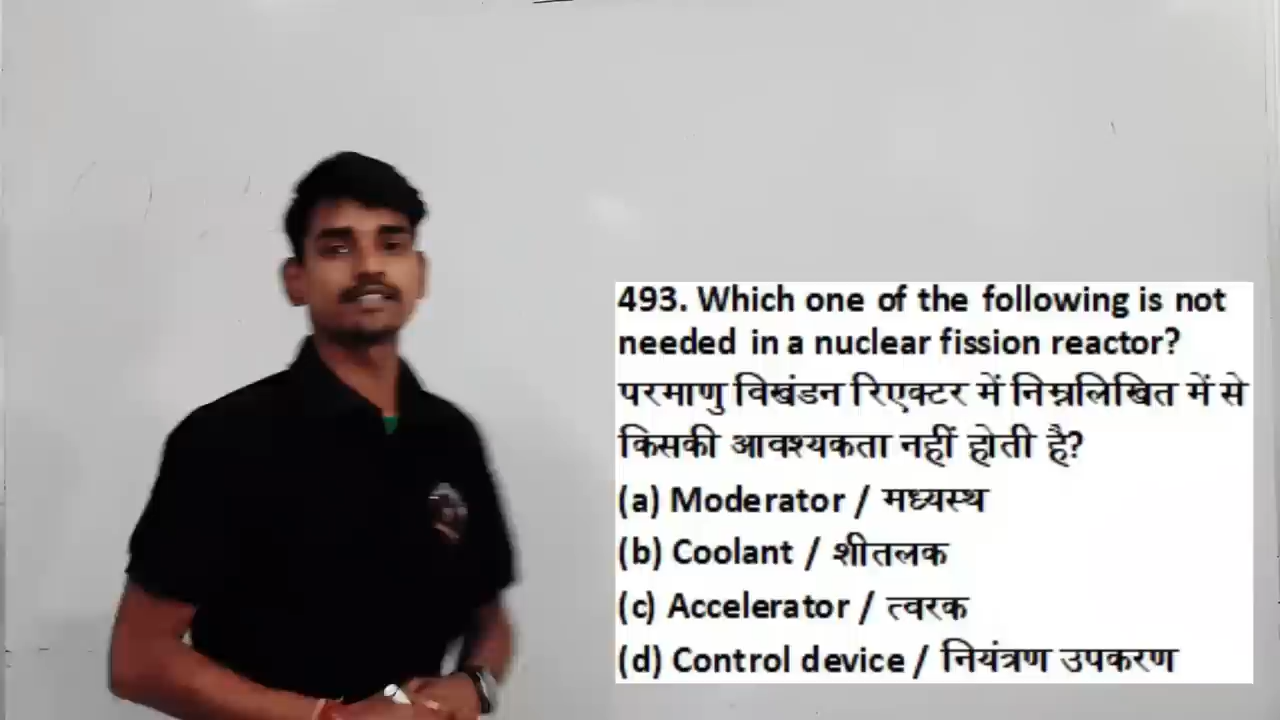 493. Which one of the following is not
needed in a nuclear fission reactor?
परमाणु विखंडन रिएक्टर में निम्नलिखित में से
किसकी आवश्यकता नहीं होती है?
(a) Moderator / मध्यस्थ
(b) Coolant / शीतलक
(c) Accelerator / त्वरक
(d) Control device / नियंत्रण उपकरण